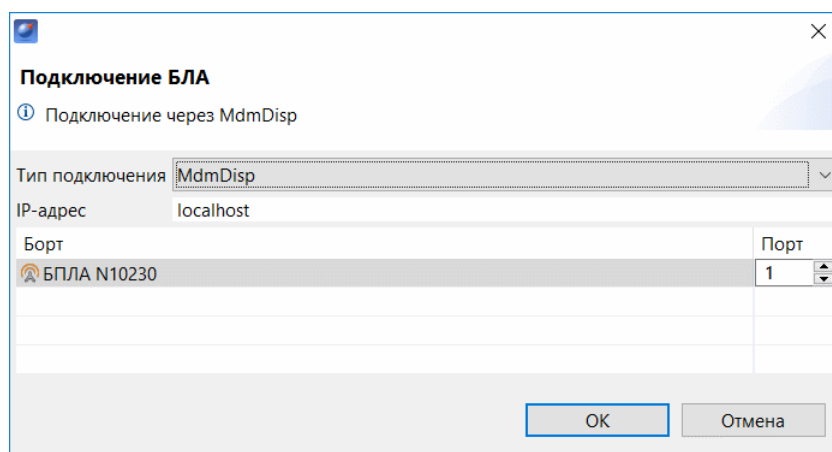 Подключение БЛА
Подключение через MdmDisp
Тип подключения MdmDisp
IP-адрес localhost
Борт Порт
БПЛА N10230 1
OK Отмена